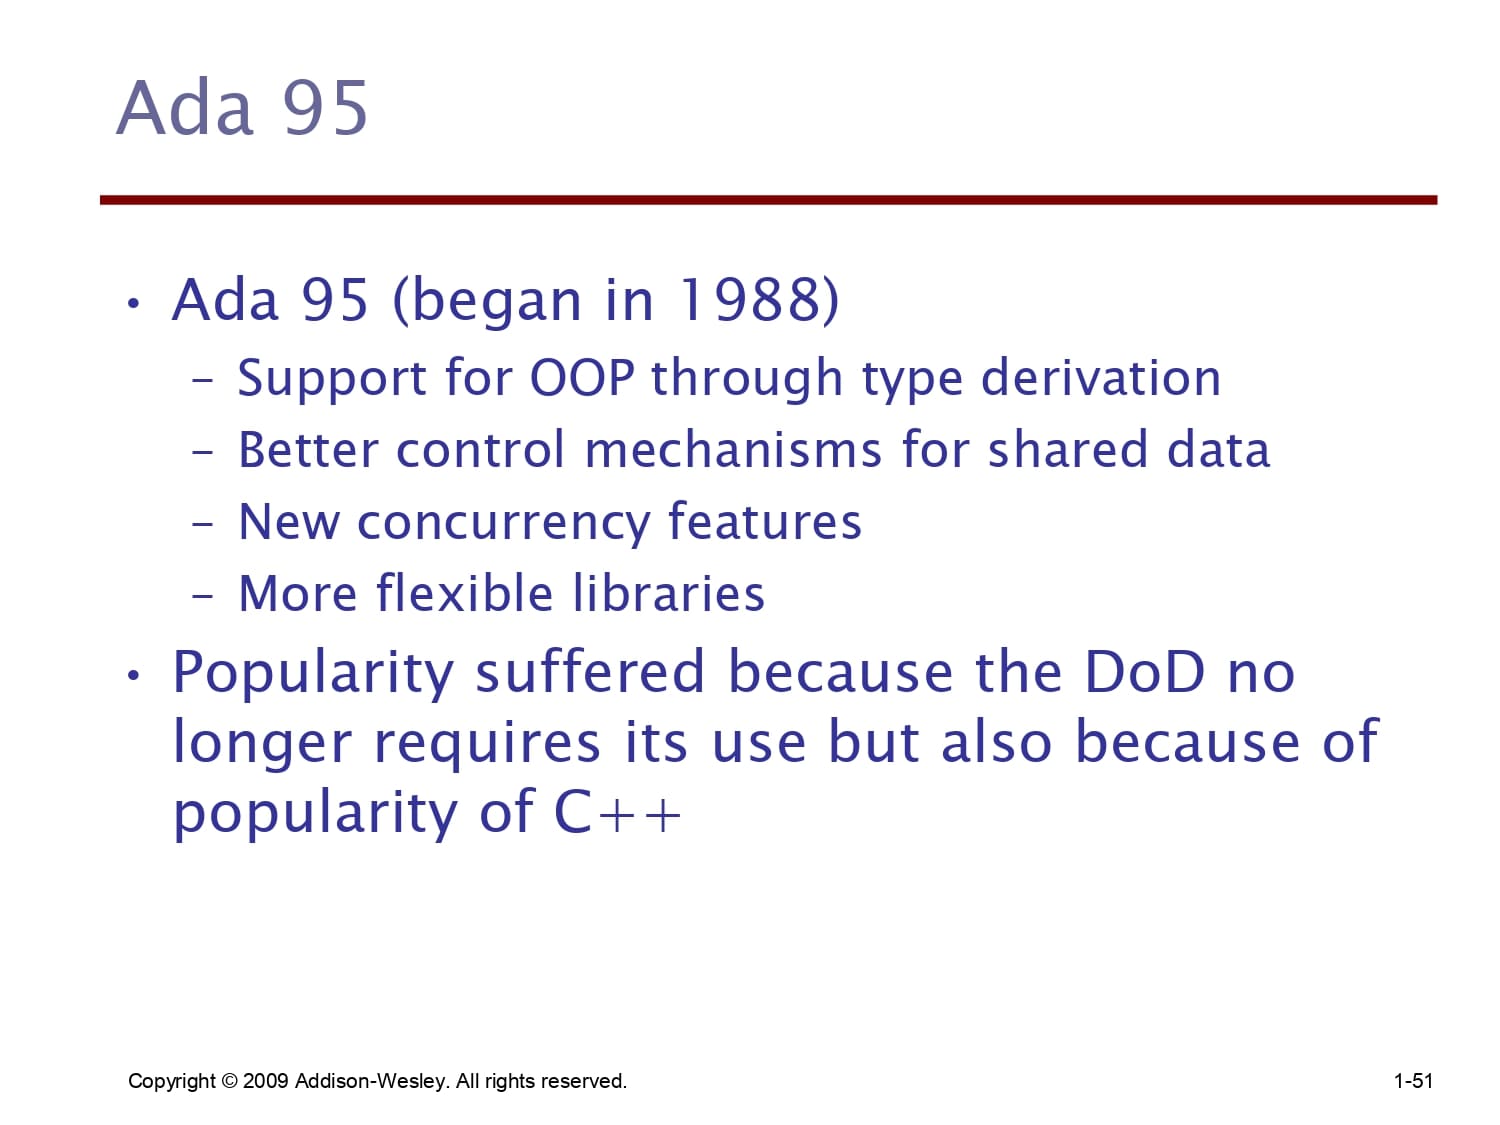 Ada 95
• Ada 95 (began in 1988)
– Support for OOP through type derivation
– Better control mechanisms for shared data
– New concurrency features
– More flexible libraries
• Popularity suffered because the DoD no
longer requires its use but also because of
popularity of C++
Copyright © 2009 Addison-Wesley. All rights reserved.
1-51